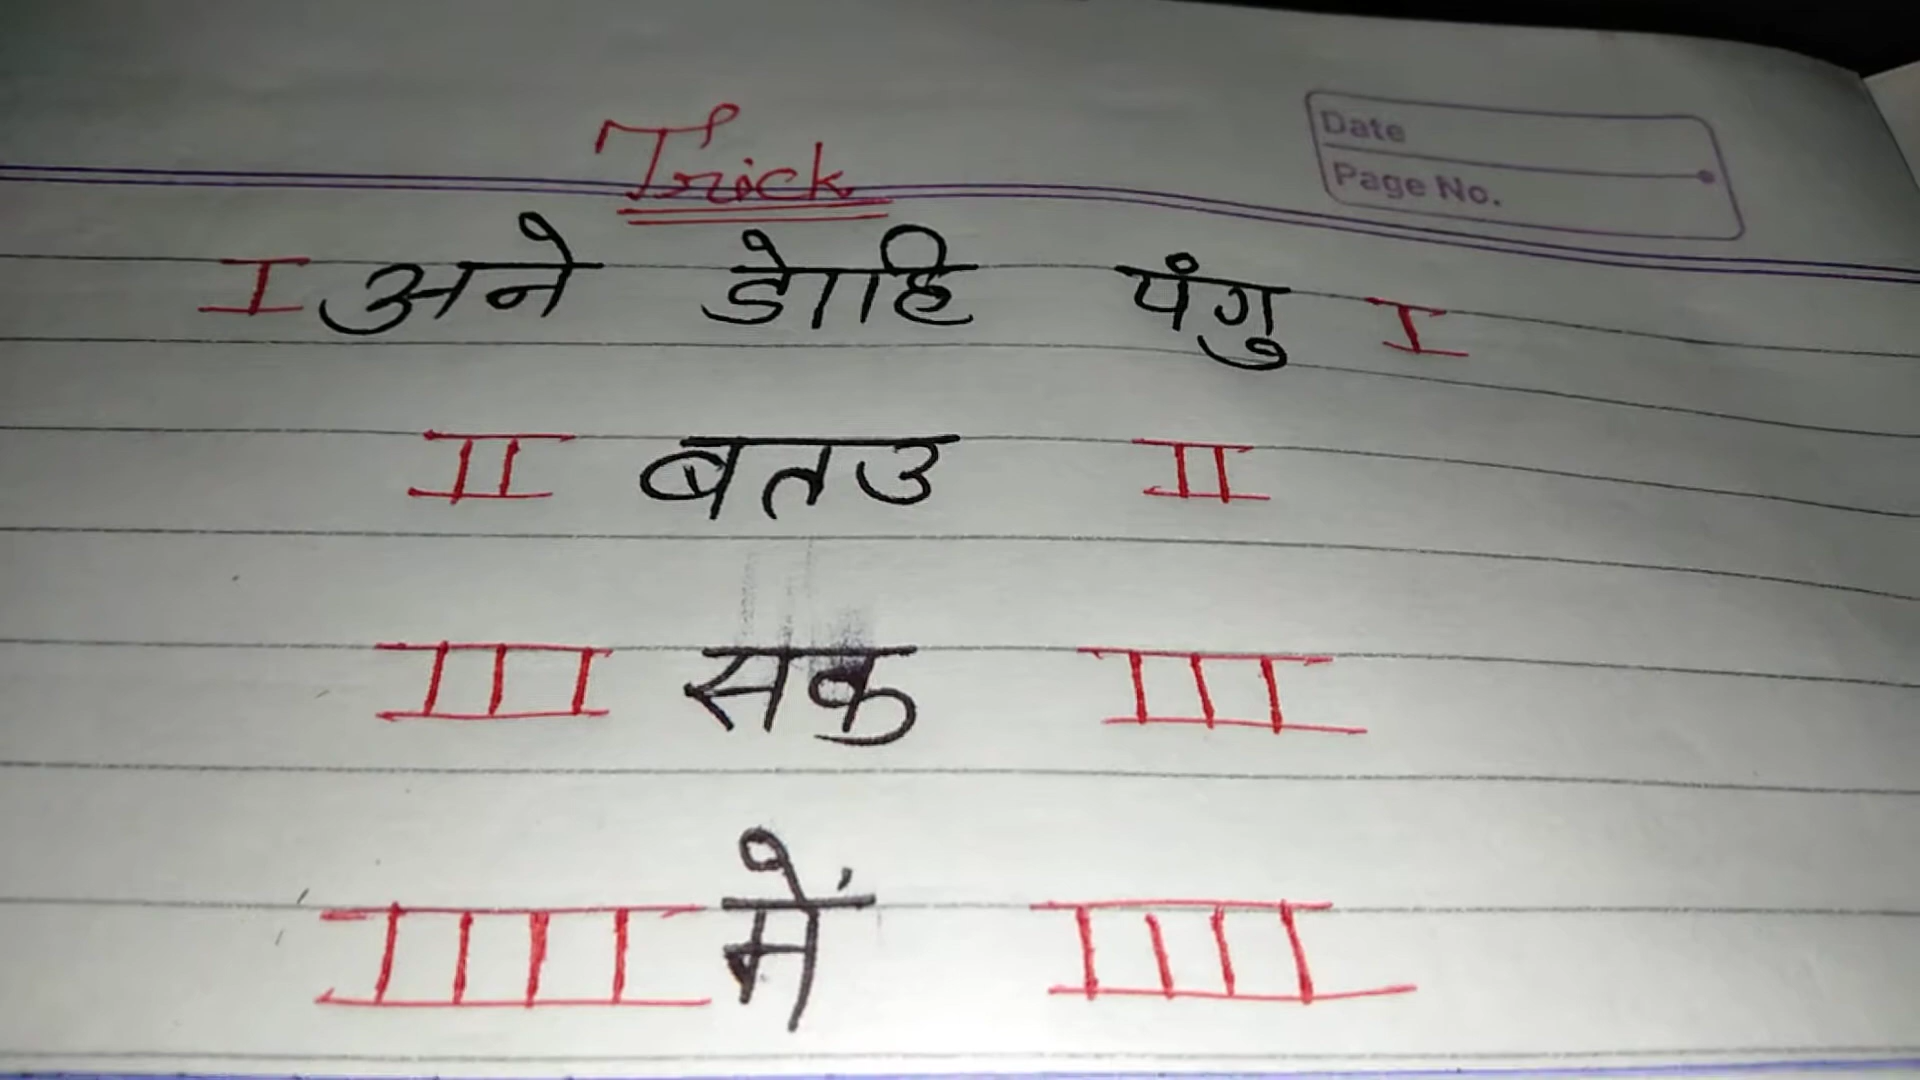 Trick
Date
Page No.
I अने डोहि पंगु I
II बतउ II
III सक III
IIII में IIII